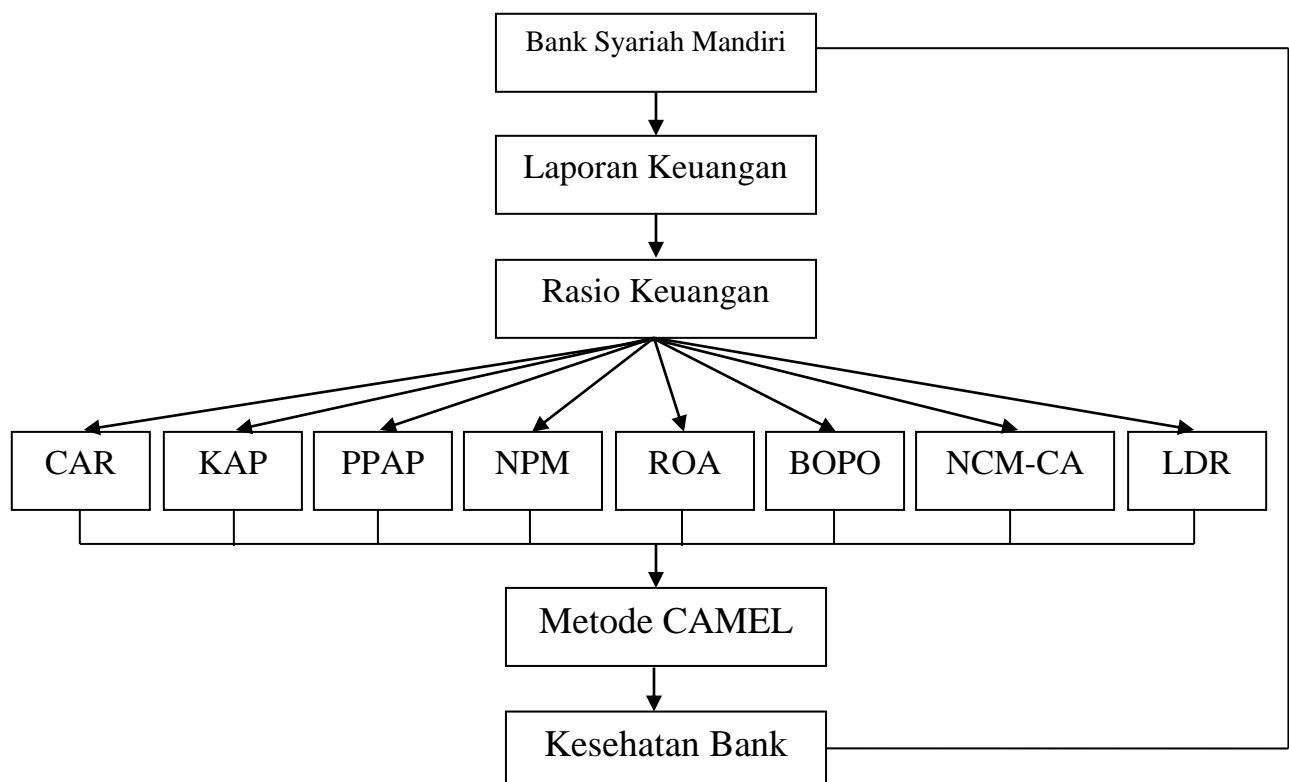 Bank Syariah Mandiri
Laporan Keuangan
Rasio Keuangan
CAR
KAP
PPAP
NPM
ROA
BOPO
NCM-CA
LDR
Metode CAMEL
Kesehatan Bank